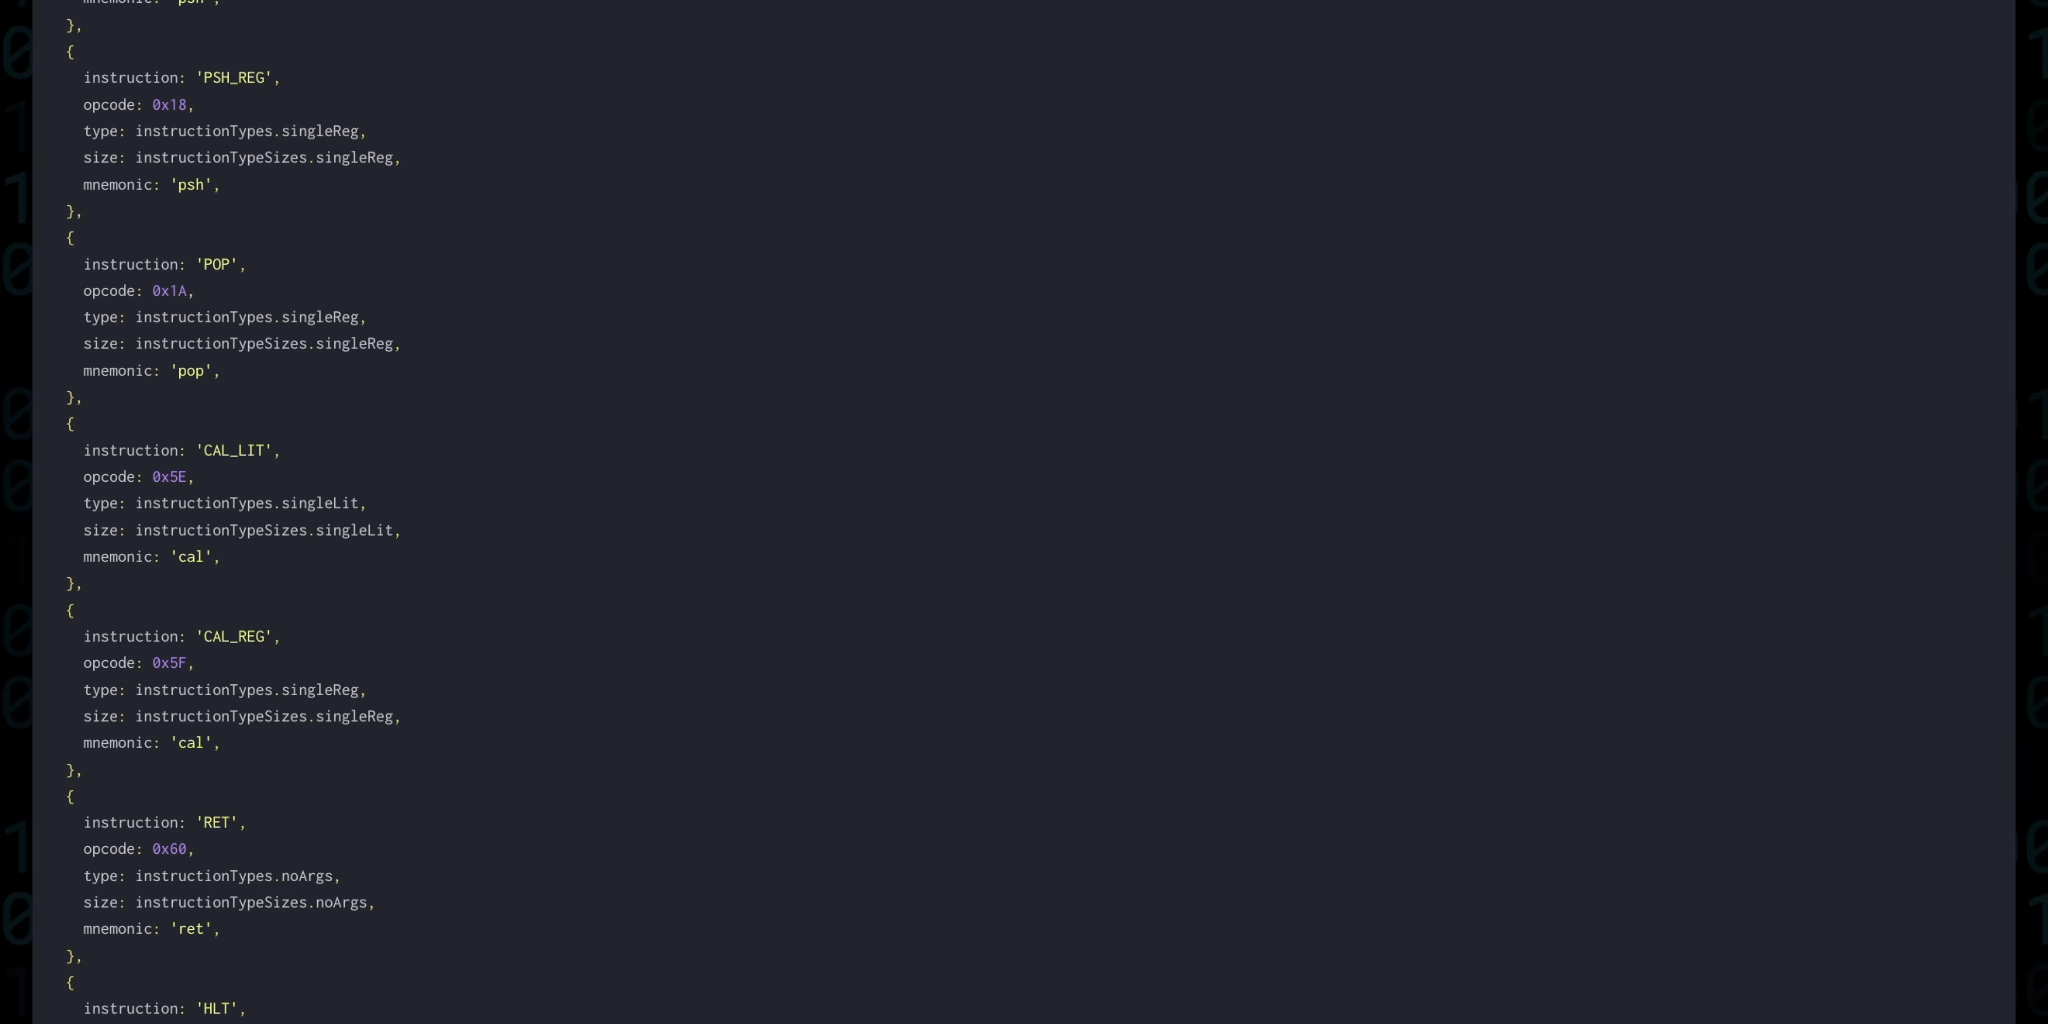 mnemonic: 'psh',
},
{
instruction: 'PSH_REG',
opcode: 0x18,
type: instructionTypes.singleReg,
size: instructionTypeSizes.singleReg,
mnemonic: 'psh',
},
{
instruction: 'POP',
opcode: 0x1A,
type: instructionTypes.singleReg,
size: instructionTypeSizes.singleReg,
mnemonic: 'pop',
},
{
instruction: 'CAL_LIT',
opcode: 0x5E,
type: instructionTypes.singleLit,
size: instructionTypeSizes.singleLit,
mnemonic: 'cal',
},
{
instruction: 'CAL_REG',
opcode: 0x5F,
type: instructionTypes.singleReg,
size: instructionTypeSizes.singleReg,
mnemonic: 'cal',
},
{
instruction: 'RET',
opcode: 0x60,
type: instructionTypes.noArgs,
size: instructionTypeSizes.noArgs,
mnemonic: 'ret',
},
{
instruction: 'HLT',